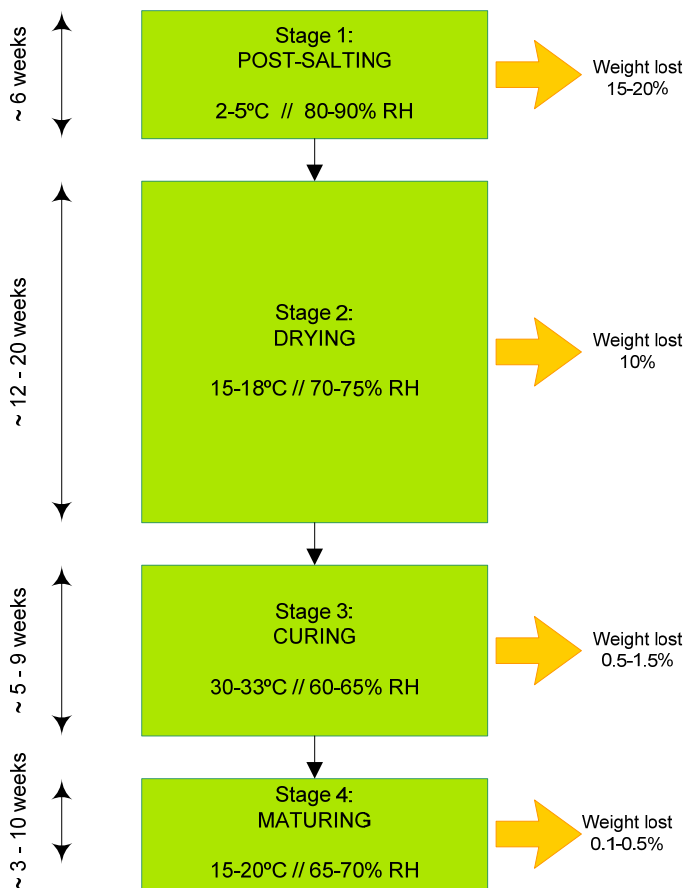 ~ 6 weeks
Stage 1:
POST-SALTING
2-5ºC // 80-90% RH
Weight lost
15-20%
~ 12 - 20 weeks
Stage 2:
DRYING
15-18ºC // 70-75% RH
Weight lost
10%
~ 5 - 9 weeks
Stage 3:
CURING
30-33ºC // 60-65% RH
Weight lost
0.5-1.5%
~ 3 - 10 weeks
Stage 4:
MATURING
15-20ºC // 65-70% RH
Weight lost
0.1-0.5%